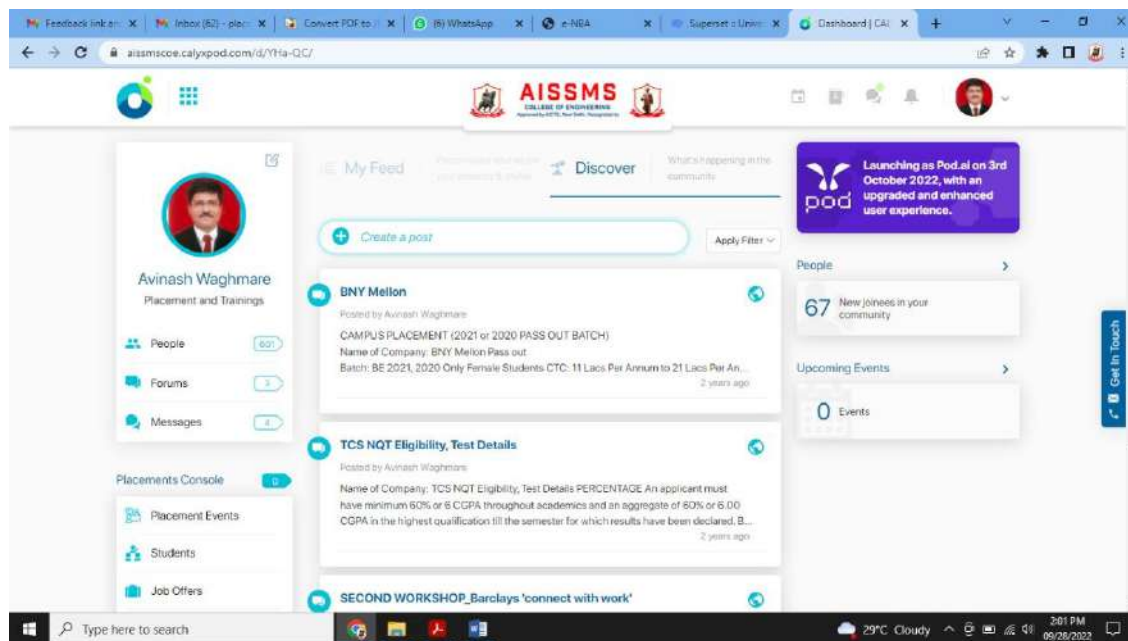 Feedback link an
Inbox (62) - plac
Convert PDF to
(6) WhatsApp
e-NBA
Superset :: Univ
Dashboard | CAL
aissmscoe.calyxpod.com/d/YHa-QC/
AISSMS
COLLEGE OF ENGINEERING
My Feed
Discover
What's happening in the
community
Launching as Pod.ai on 3rd
October 2022, with an
upgraded and enhanced
user experience.
pod
Create a post
Apply Filter
Avinash Waghmare
Placement and Trainings
People 601
Forums
Messages
BNY Mellon
Posted by Avinash Waghmare
CAMPUS PLACEMENT (2021 or 2020 PASS OUT BATCH)
Name of Company: BNY Mellon Pass out
Batch: BE 2021, 2020 Only Female Students CTC: 11 Lacs Per Annum to 21 Lacs Per An...
2 years ago
People
67 New joinees in your
community
Upcoming Events
0 Events
Get In Touch
TCS NQT Eligibility, Test Details
Posted by Avinash Waghmare
Name of Company: TCS NQT Eligibility, Test Details PERCENTAGE An applicant must
have minimum 60% or 6 CGPA throughout academics and an aggregate of 60% or 6.00
CGPA in the highest qualification till the semester for which results have been declared. B...
2 years ago
Placements Console 0
Placement Events
Students
Job Offers
SECOND WORKSHOP_Barclays 'connect with work'
Type here to search
29°C Cloudy
2:01 PM
09/28/2022